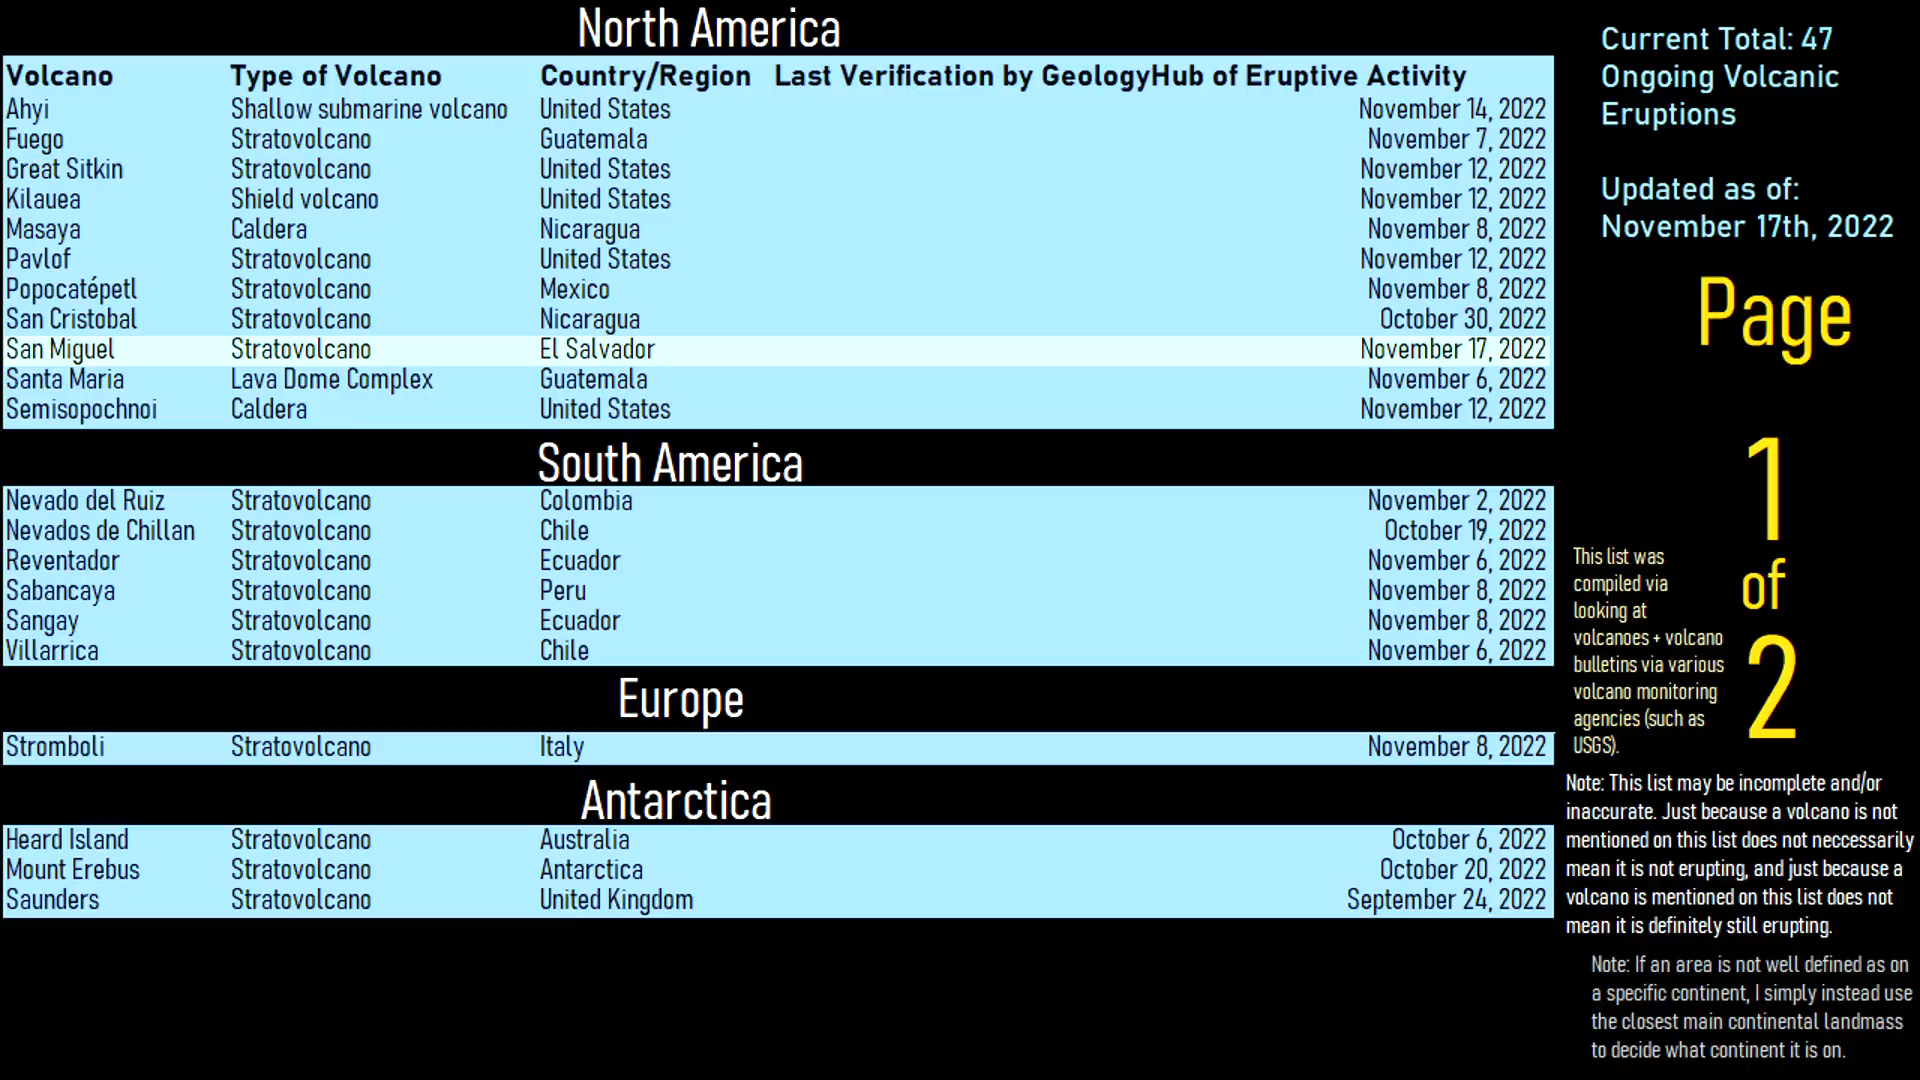 North America
Volcano Type of Volcano Country/Region Last Verification by GeologyHub of Eruptive Activity
Ahyi Shallow submarine volcano United States November 14, 2022
Fuego Stratovolcano Guatemala November 7, 2022
Great Sitkin Stratovolcano United States November 12, 2022
Kilauea Shield volcano United States November 12, 2022
Masaya Caldera Nicaragua November 8, 2022
Pavlof Stratovolcano United States November 12, 2022
Popocatépetl Stratovolcano Mexico November 8, 2022
San Cristobal Stratovolcano Nicaragua October 30, 2022
San Miguel Stratovolcano El Salvador November 17, 2022
Santa Maria Lava Dome Complex Guatemala November 6, 2022
Semisopochnoi Caldera United States November 12, 2022
South America
Nevado del Ruiz Stratovolcano Colombia November 2, 2022
Nevados de Chillan Stratovolcano Chile October 19, 2022
Reventador Stratovolcano Ecuador November 6, 2022
Sabancaya Stratovolcano Peru November 8, 2022
Sangay Stratovolcano Ecuador November 8, 2022
Villarrica Stratovolcano Chile November 6, 2022
Europe
Stromboli Stratovolcano Italy November 8, 2022
Antarctica
Heard Island Stratovolcano Australia October 6, 2022
Mount Erebus Stratovolcano Antarctica October 20, 2022
Saunders Stratovolcano United Kingdom September 24, 2022
Current Total: 47
Ongoing Volcanic
Eruptions
Updated as of:
November 17th, 2022
Page
1
of
2
This list was
compiled via
looking at
volcanoes + volcano
bulletins via various
volcano monitoring
agencies (such as
USGS).
Note: This list may be incomplete and/or
inaccurate. Just because a volcano is not
mentioned on this list does not neccessarily
mean it is not erupting, and just because a
volcano is mentioned on this list does not
mean it is definitely still erupting.
Note: If an area is not well defined as on
a specific continent, I simply instead use
the closest main continental landmass
to decide what continent it is on.